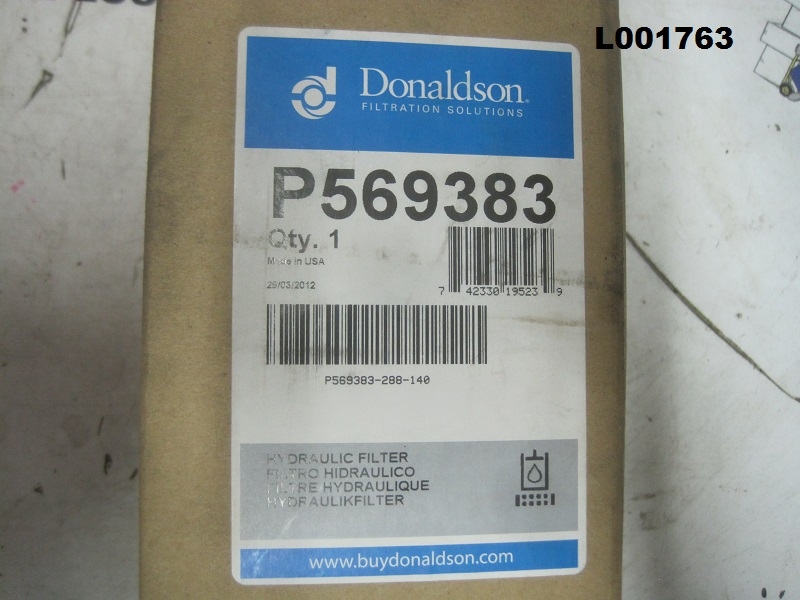 L001763
Donaldson®
FILTRATION SOLUTIONS
P569383
Qty. 1
Made in USA
29/03/2012
7 42330 19523 9
P569383-288-140
HYDRAULIC FILTER
FILTRO HIDRAULICO
FILTRE HYDRAULIQUE
HYDRAULIKFILTER
www.buydonaldson.com